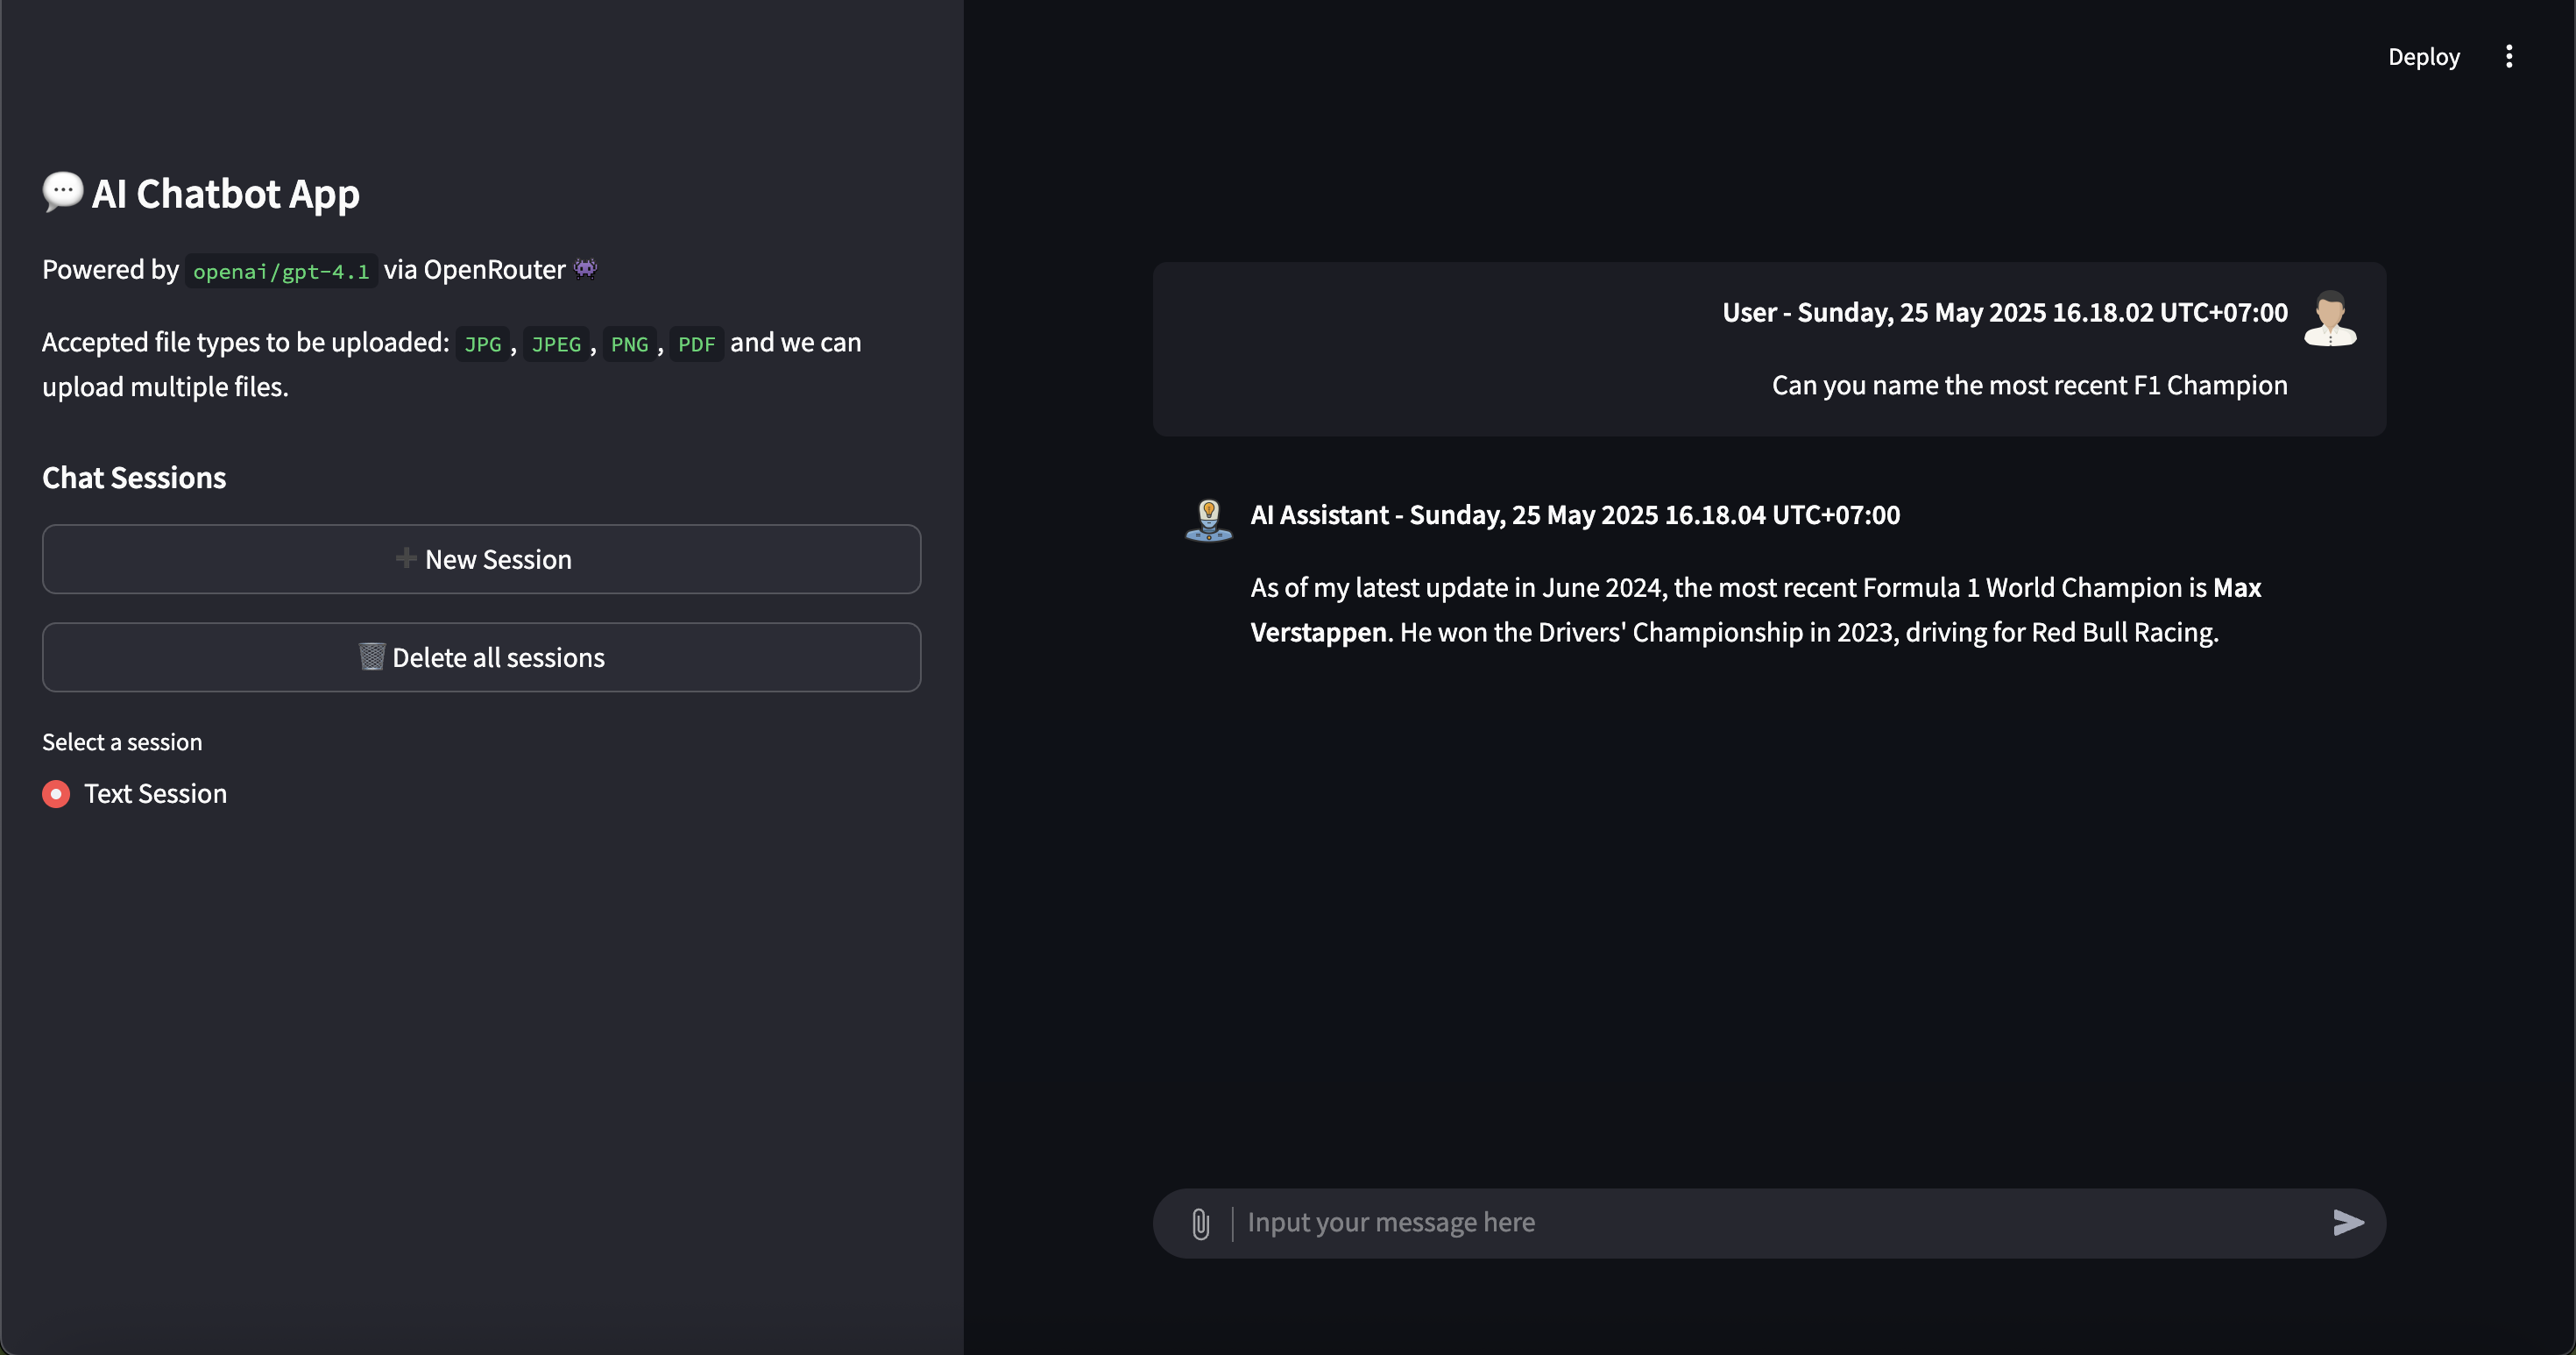 Deploy
💬 AI Chatbot App
Powered by openai/gpt-4.1 via OpenRouter 👾
Accepted file types to be uploaded: JPG, JPEG, PNG, PDF and we can
upload multiple files.
Chat Sessions
➕ New Session
🗑️ Delete all sessions
Select a session
Text Session
User - Sunday, 25 May 2025 16.18.02 UTC+07:00
Can you name the most recent F1 Champion
AI Assistant - Sunday, 25 May 2025 16.18.04 UTC+07:00
As of my latest update in June 2024, the most recent Formula 1 World Champion is Max
Verstappen. He won the Drivers' Championship in 2023, driving for Red Bull Racing.
Input your message here